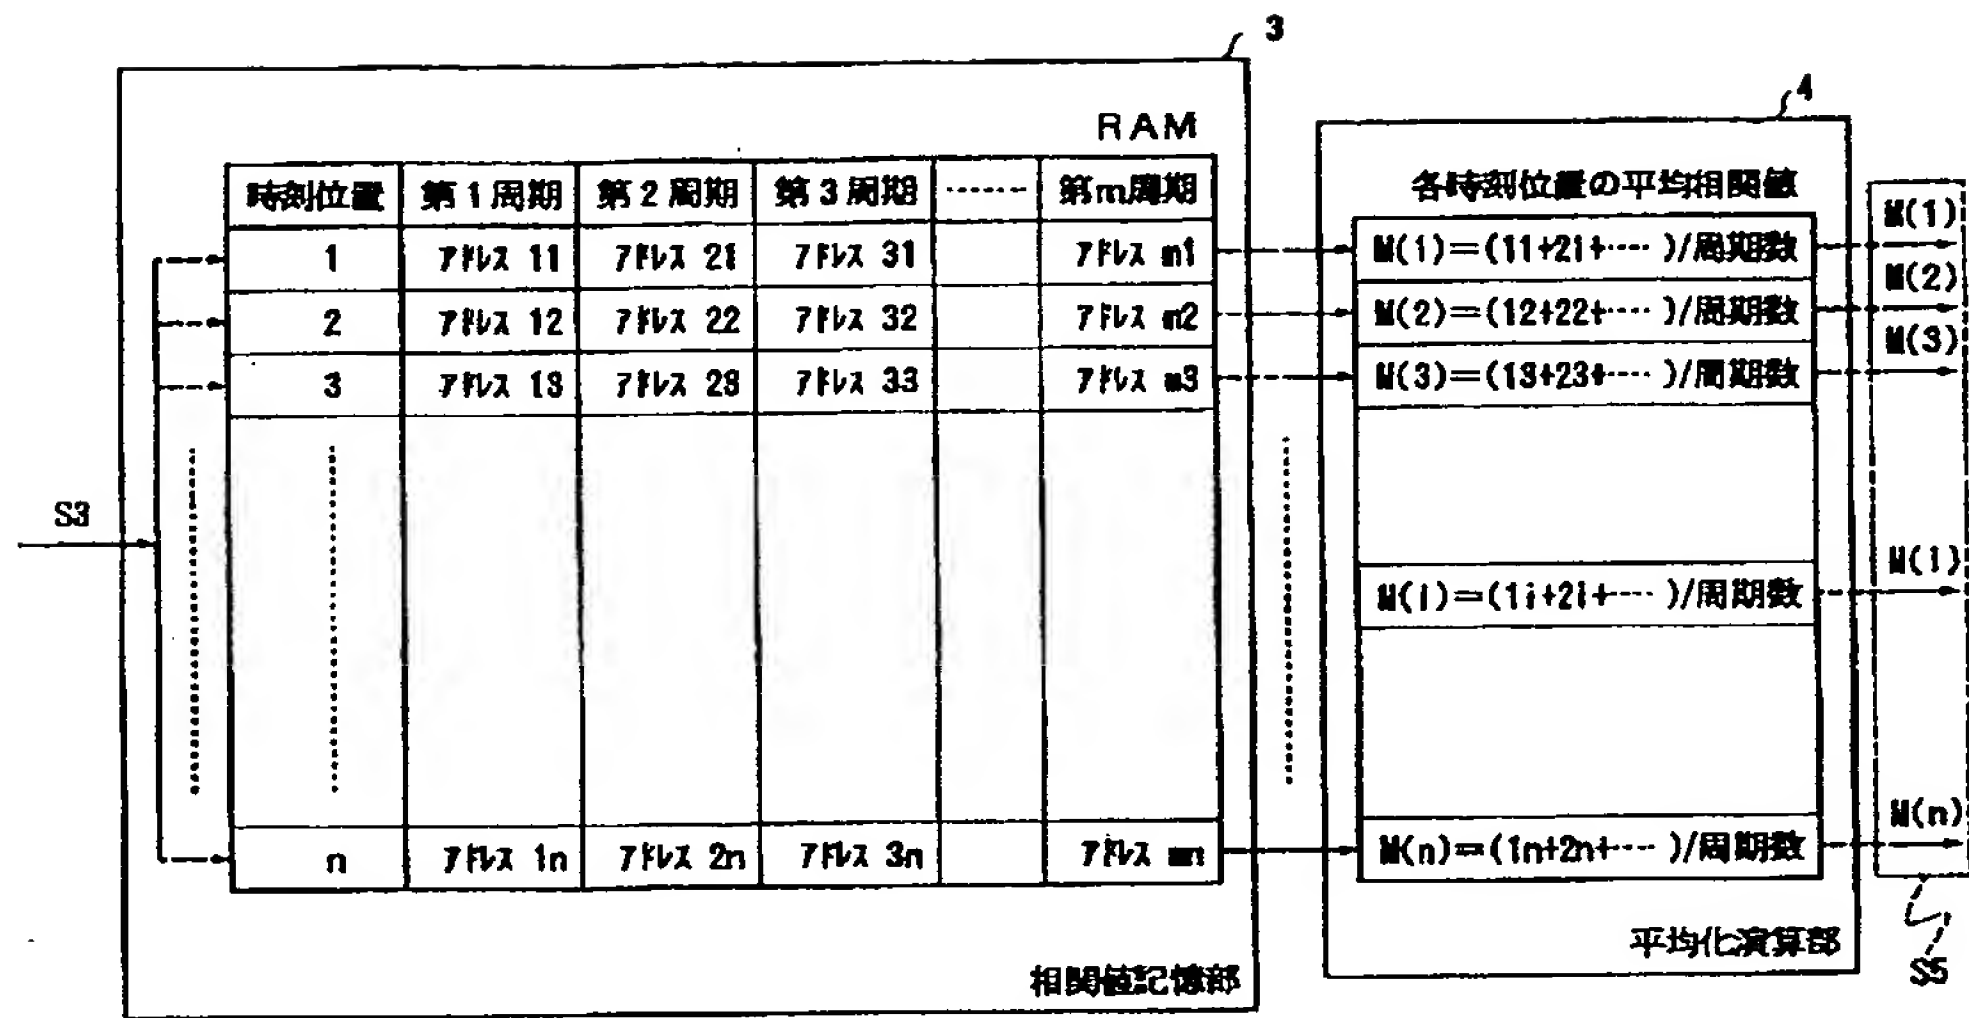 3
4
RAM
時刻位置 第1周期 第2周期 第3周期 ……… 第m周期
1 アドレス 11 アドレス 21 アドレス 31 アドレス m1
2 アドレス 12 アドレス 22 アドレス 32 アドレス m2
3 アドレス 13 アドレス 23 アドレス 33 アドレス m3
n アドレス 1n アドレス 2n アドレス 3n アドレス mn
S3
相関値記憶部
各時刻位置の平均相関値
M(i)=(11+21+‥‥ )/周期数
M(2)=(12+22+‥‥ )/周期数
M(3)=(13+23+‥‥ )/周期数
M(i)=(1i+2i+‥‥ )/周期数
M(n)=(1n+2n+‥‥ )/周期数
平均化演算部
M(1)
M(2)
M(3)
M(i)
M(n)
S5